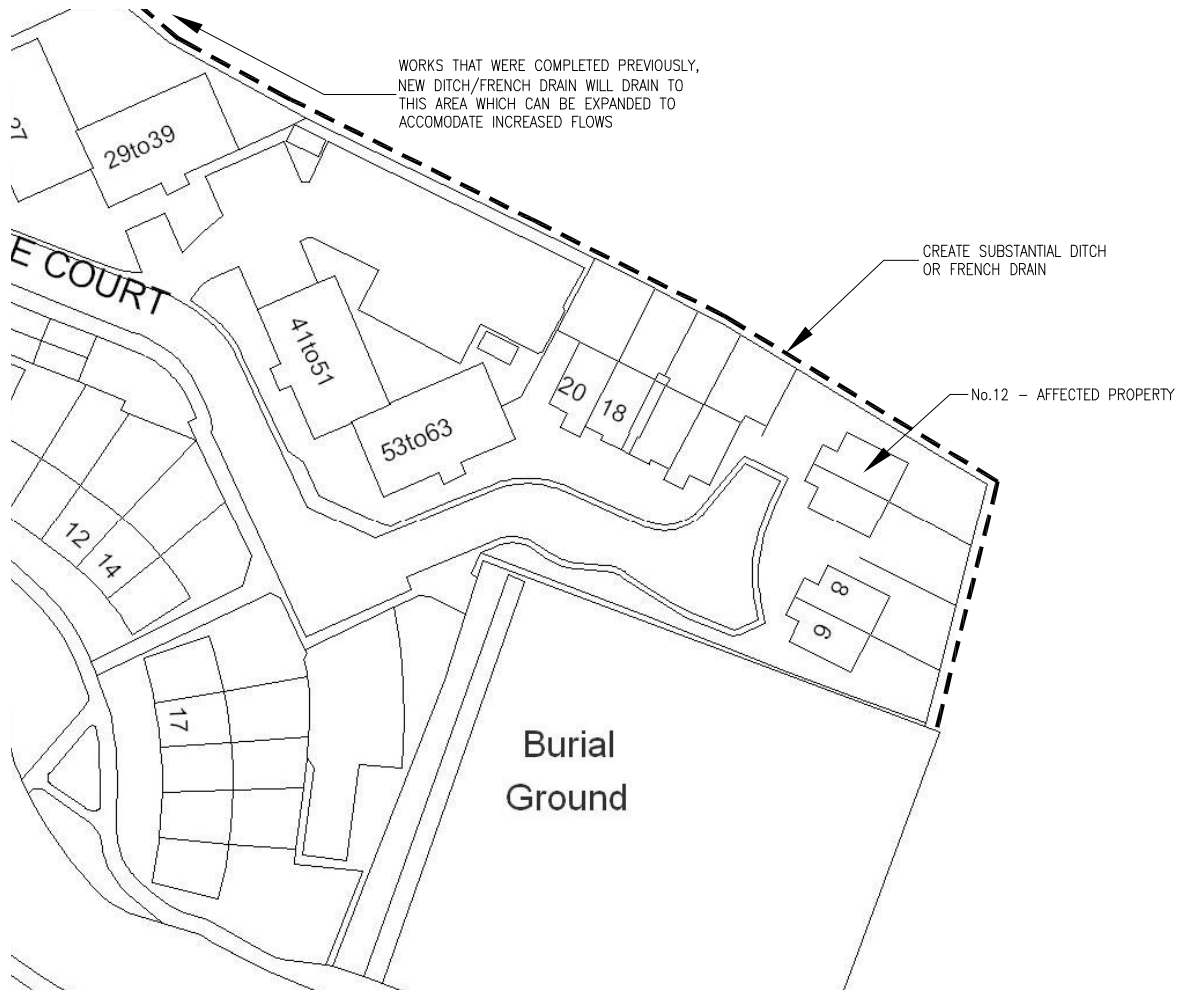 WORKS THAT WERE COMPLETED PREVIOUSLY,
NEW DITCH/FRENCH DRAIN WILL DRAIN TO
THIS AREA WHICH CAN BE EXPANDED TO
ACCOMODATE INCREASED FLOWS
29to39
E COURT
CREATE SUBSTANTIAL DITCH
OR FRENCH DRAIN
41to51
20
18
No.12 - AFFECTED PROPERTY
53to63
12
14
8
9
17
Burial
Ground